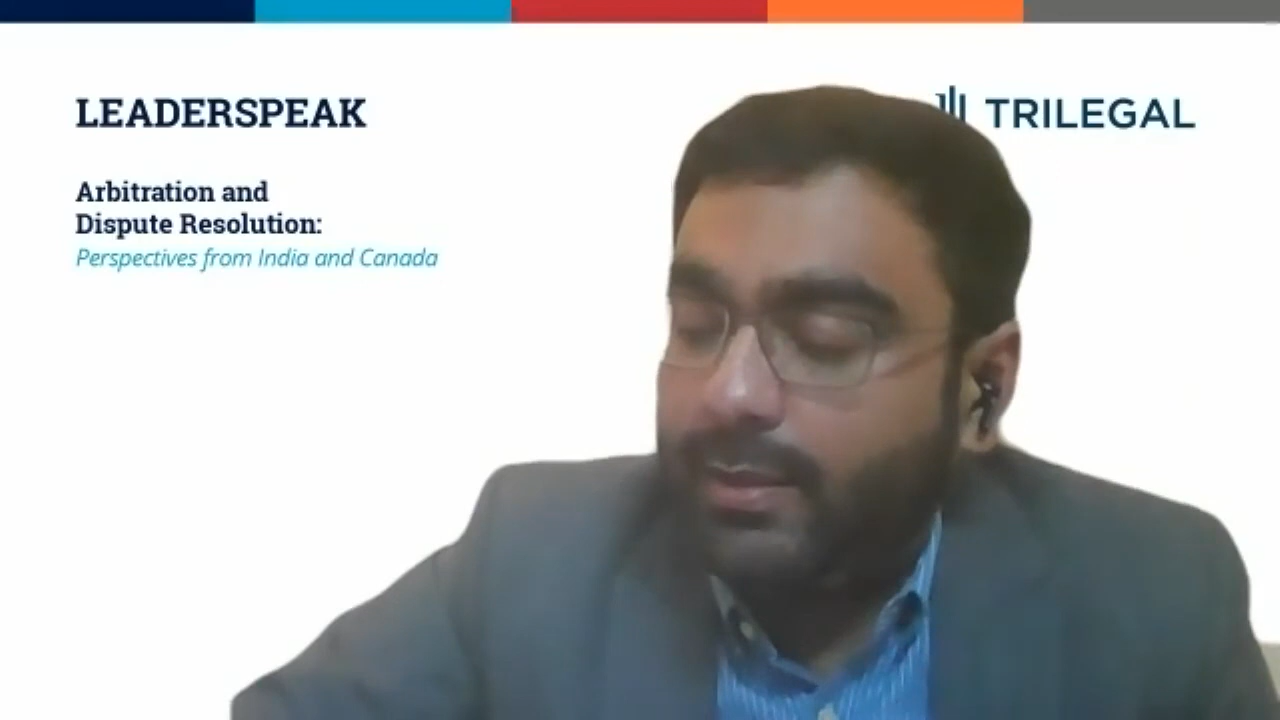 LEADERSPEAK
TRILEGAL
Arbitration and
Dispute Resolution:
Perspectives from India and Canada